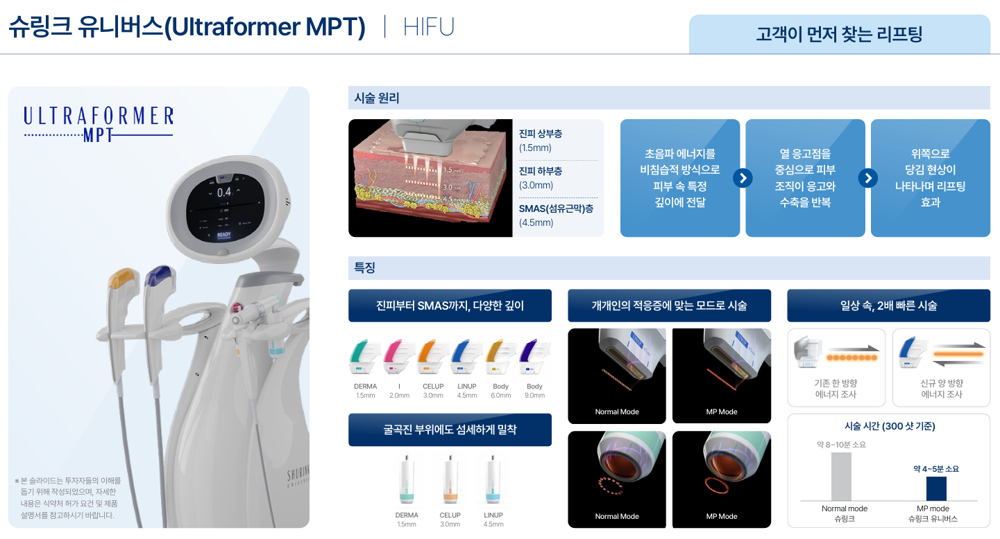 슈링크 유니버스(Ultraformer MPT) | HIFU
고객이 먼저 찾는 리프팅
ULTRAFORMER
MPT
0.4
READY
SHURINK
※ 본 슬라이드는 투자자들의 이해를
돕기 위해 작성되었으며, 자세한
내용은 식약처 허가 요건 및 제품
설명서를 참고하시기 바랍니다.
시술 원리
1.5 mm
3.0 mm
4.5 mm
진피 상부층
(1.5mm)
진피 하부층
(3.0mm)
SMAS(섬유근막)층
(4.5mm)
초음파 에너지를
비침습적 방식으로
피부 속 특정
깊이에 전달
열 응고점을
중심으로 피부
조직이 응고와
수축을 반복
위쪽으로
당김 현상이
나타나며 리프팅
효과
특징
진피부터 SMAS까지, 다양한 깊이
DERMA
1.5mm
I
2.0mm
CELUP
3.0mm
LINUP
4.5mm
Body
6.0mm
Body
9.0mm
굴곡진 부위에도 섬세하게 밀착
DERMA
1.5mm
CELUP
3.0mm
LINUP
4.5mm
개개인의 적응증에 맞는 모드로 시술
Normal Mode
MP Mode
Normal Mode
MP Mode
일상 속, 2배 빠른 시술
기존 한 방향
에너지 조사
신규 양 방향
에너지 조사
시술 시간 (300 샷 기준)
약 8~10분 소요
약 4~5분 소요
Normal mode
슈링크
MP mode
슈링크 유니버스